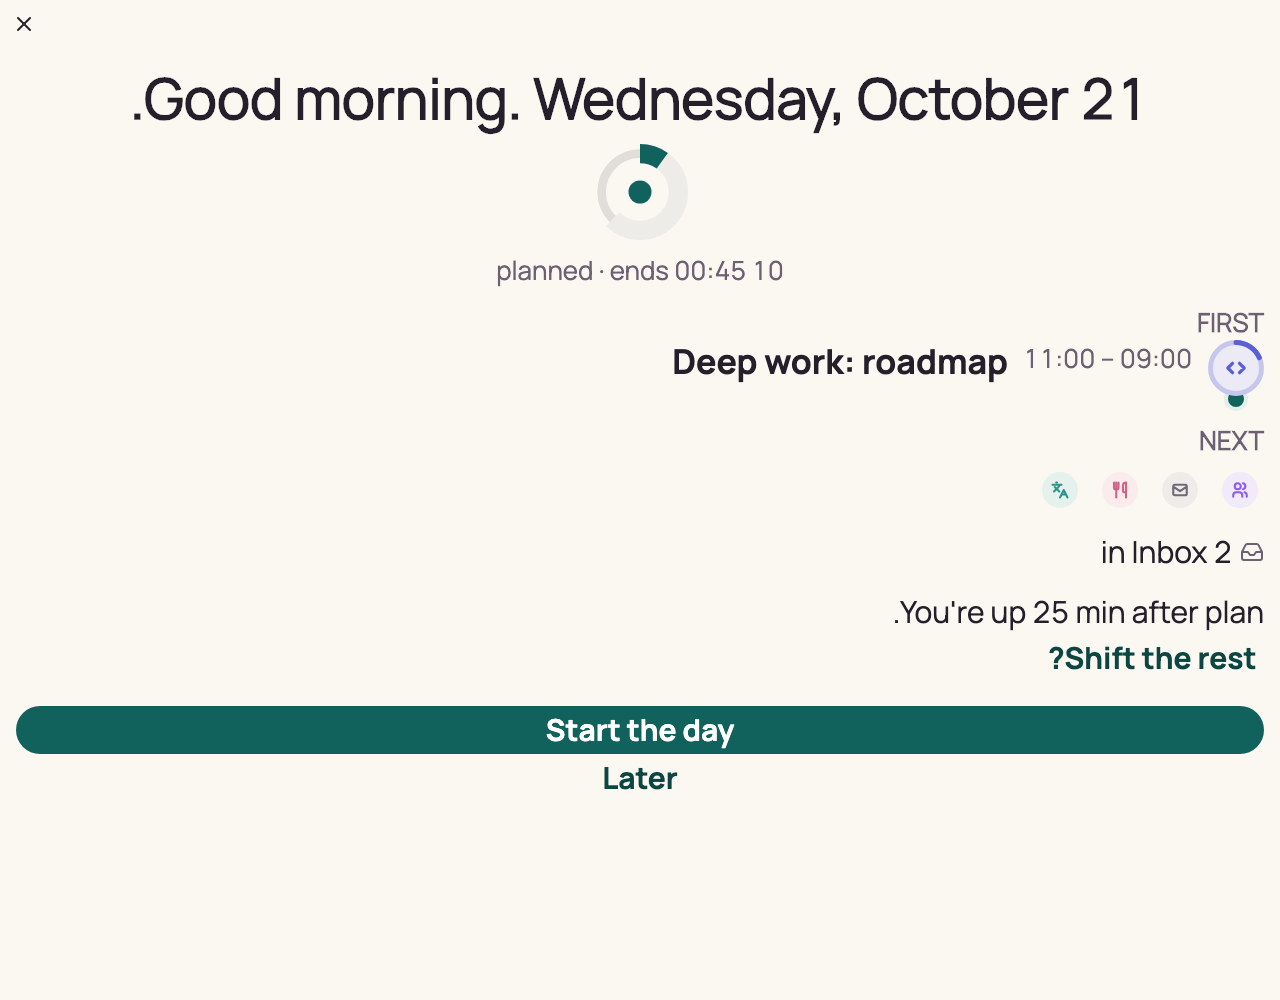 .Good morning. Wednesday, October 21
planned · ends 00:45 10
FIRST
Deep work: roadmap 11:00 – 09:00
NEXT
in Inbox 2
.You're up 25 min after plan
?Shift the rest
Start the day
Later